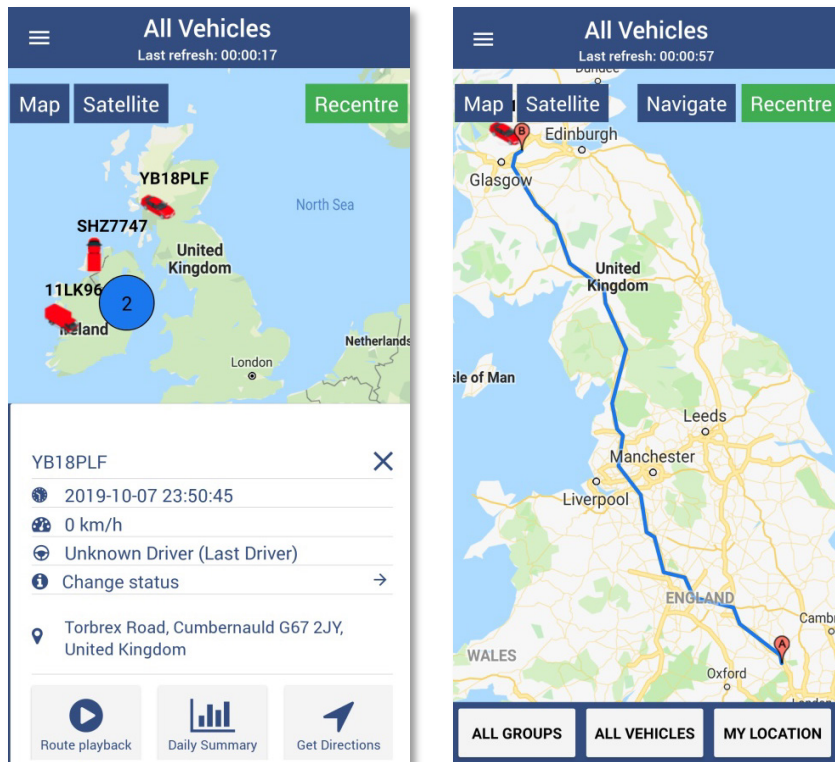 All Vehicles
Last refresh: 00:00:17
Map Satellite Recentre
YB18PLF
North Sea
SHZ7747
United
Kingdom
11LK96
2
Ireland
Netherlands
London
YB18PLF
2019-10-07 23:50:45
0 km/h
Unknown Driver (Last Driver)
Change status
Torbrex Road, Cumbernauld G67 2JY,
United Kingdom
Route playback Daily Summary Get Directions
All Vehicles
Last refresh: 00:00:57
Map Satellite Navigate Recentre
B
Edinburgh
Glasgow
United
Kingdom
sle of Man
Leeds
Manchester
Liverpool
ENGLAND
Camb
A
WALES
Oxford
ALL GROUPS ALL VEHICLES MY LOCATION